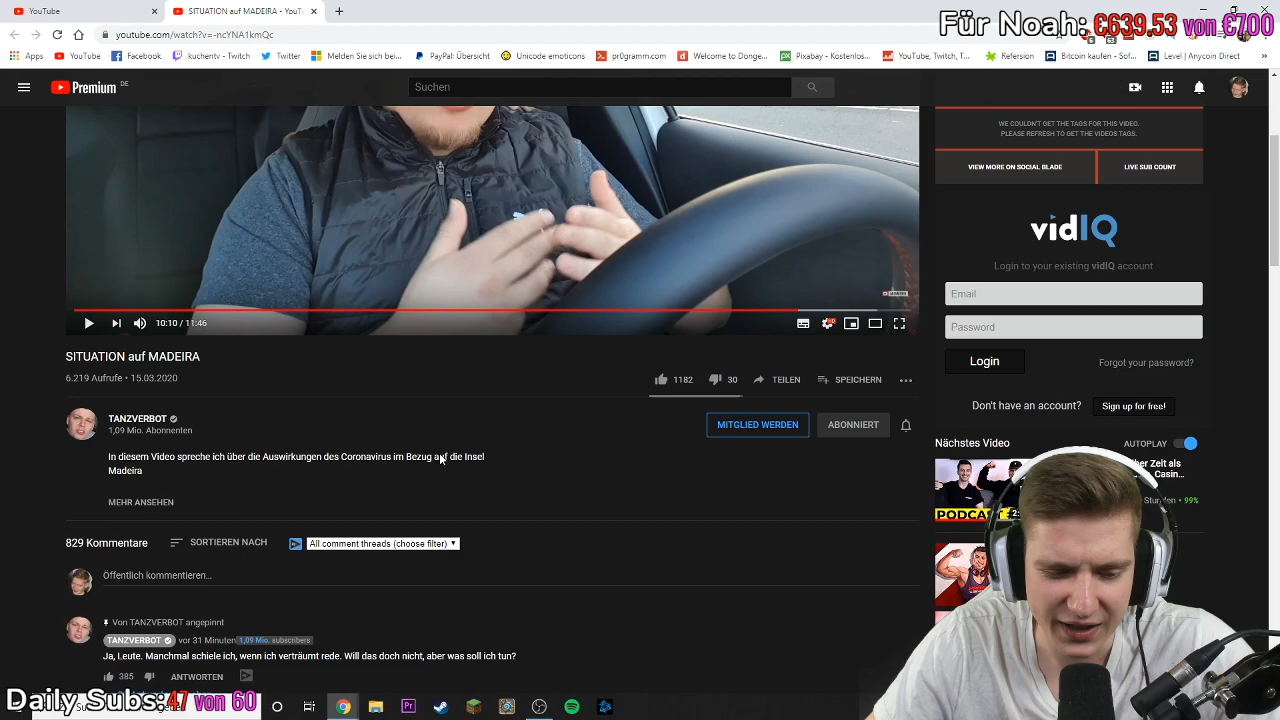 YouTube
SITUATION auf MADEIRA - YouTu
Für Noah: €639.53 von €700
youtube.com/watch?v=-ncYNA1kmQc
Apps
YouTube
Facebook
kuchentv - Twitch
Twitter
Melden Sie sich bei...
PayPal: Übersicht
Unicode emoticons
pr0gramm.com
Welcome to Donge...
Pixabay - Kostenlos...
YouTube, Twitch, T...
Refersion
Bitcoin kaufen - Sof...
Level | Anycoin Direct
Premium DE
Suchen
WE COULDN'T GET THE TAGS FOR THIS VIDEO.
PLEASE REFRESH TO GET THE VIDEOS TAGS.
VIEW MORE ON SOCIAL BLADE
LIVE SUB COUNT
vidIQ
Login to your existing vidIQ account
Email
Password
Login
Forgot your password?
Don't have an account?
Sign up for free!
10:10 / 11:46
SITUATION auf MADEIRA
6.219 Aufrufe • 15.03.2020
1182
30
TEILEN
SPEICHERN
TANZVERBOT
1,09 Mio. Abonnenten
MITGLIED WERDEN
ABONNIERT
In diesem Video spreche ich über die Auswirkungen des Coronavirus im Bezug auf die Insel
Madeira
MEHR ANSEHEN
Nächstes Video
AUTOPLAY
PODCAST
99%
829 Kommentare
SORTIEREN NACH
All comment threads (choose filter)
Öffentlich kommentieren...
Von TANZVERBOT angepinnt
TANZVERBOT vor 31 Minuten 1,09 Mio. subscribers
Ja, Leute. Manchmal schiele ich, wenn ich verträumt rede. Will das doch nicht, aber was soll ich tun?
385
ANTWORTEN
Daily Subs: 47 von 60